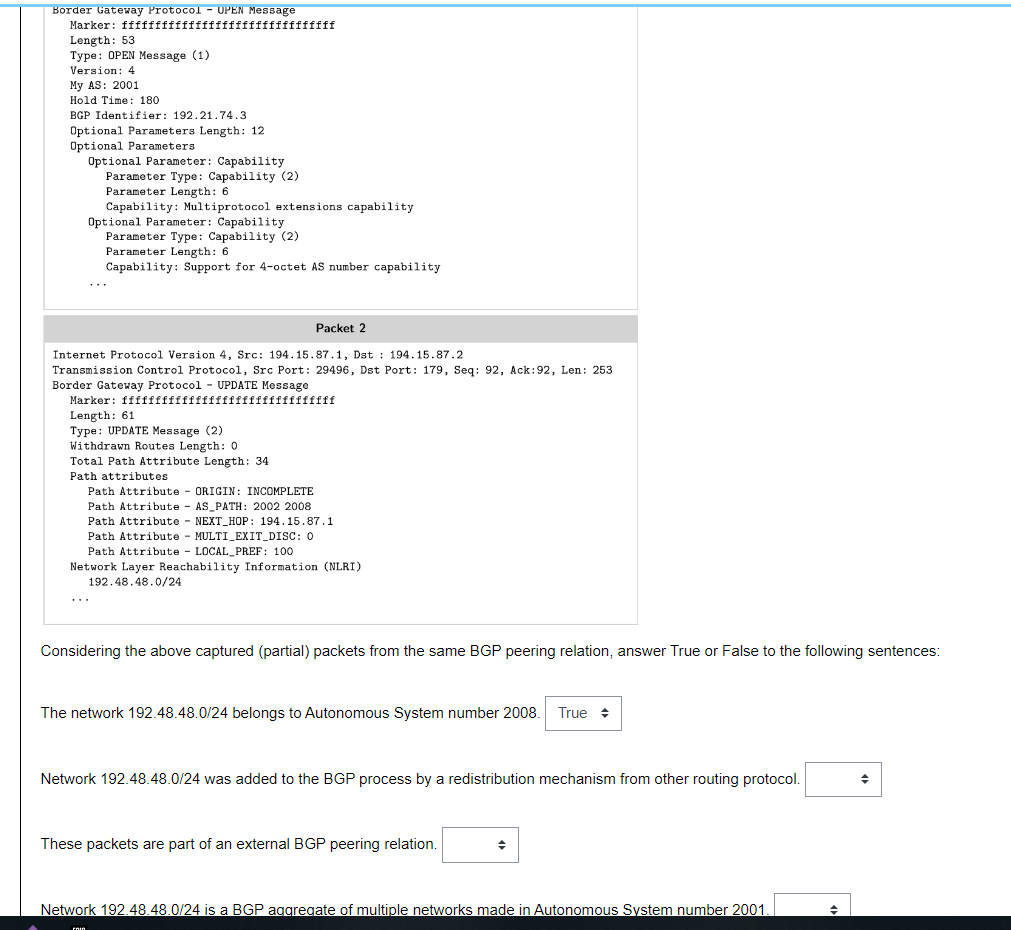 Border Gateway Protocol - OPEN Message
Marker: ffffffffffffffffffffffffffffffff
Length: 53
Type: OPEN Message (1)
Version: 4
My AS: 2001
Hold Time: 180
BGP Identifier: 192.21.74.3
Optional Parameters Length: 12
Optional Parameters
Optional Parameter: Capability
Parameter Type: Capability (2)
Parameter Length: 6
Capability: Multiprotocol extensions capability
Optional Parameter: Capability
Parameter Type: Capability (2)
Parameter Length: 6
Capability: Support for 4-octet AS number capability
...
Packet 2
Internet Protocol Version 4, Src: 194.15.87.1, Dst : 194.15.87.2
Transmission Control Protocol, Src Port: 29496, Dst Port: 179, Seq: 92, Ack:92, Len: 253
Border Gateway Protocol - UPDATE Message
Marker: ffffffffffffffffffffffffffffffff
Length: 61
Type: UPDATE Message (2)
Withdrawn Routes Length: 0
Total Path Attribute Length: 34
Path attributes
Path Attribute - ORIGIN: INCOMPLETE
Path Attribute - AS_PATH: 2002 2008
Path Attribute - NEXT_HOP: 194.15.87.1
Path Attribute - MULTI_EXIT_DISC: 0
Path Attribute - LOCAL_PREF: 100
Network Layer Reachability Information (NLRI)
192.48.48.0/24
...
Considering the above captured (partial) packets from the same BGP peering relation, answer True or False to the following sentences:
The network 192.48.48.0/24 belongs to Autonomous System number 2008. True
Network 192.48.48.0/24 was added to the BGP process by a redistribution mechanism from other routing protocol.
These packets are part of an external BGP peering relation.
Network 192.48.48.0/24 is a BGP aggregate of multiple networks made in Autonomous System number 2001.